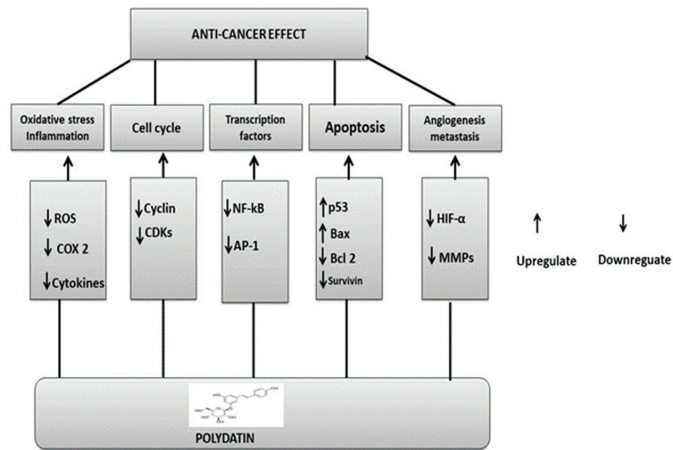 ANTI-CANCER EFFECT
Oxidative stress
Inflammation
Cell cycle
Transcription
factors
Apoptosis
Angiogenesis
metastasis
↓ROS
↓ COX 2
↓Cytokines
↓Cyclin
↓CDKs
↓NF-kB
↓AP-1
↑p53
↑ Bax
↓ Bcl 2
↓Survivin
↓ HIF-α
↓ MMPs
↑
Upregulate
↓
Downreguate
POLYDATIN